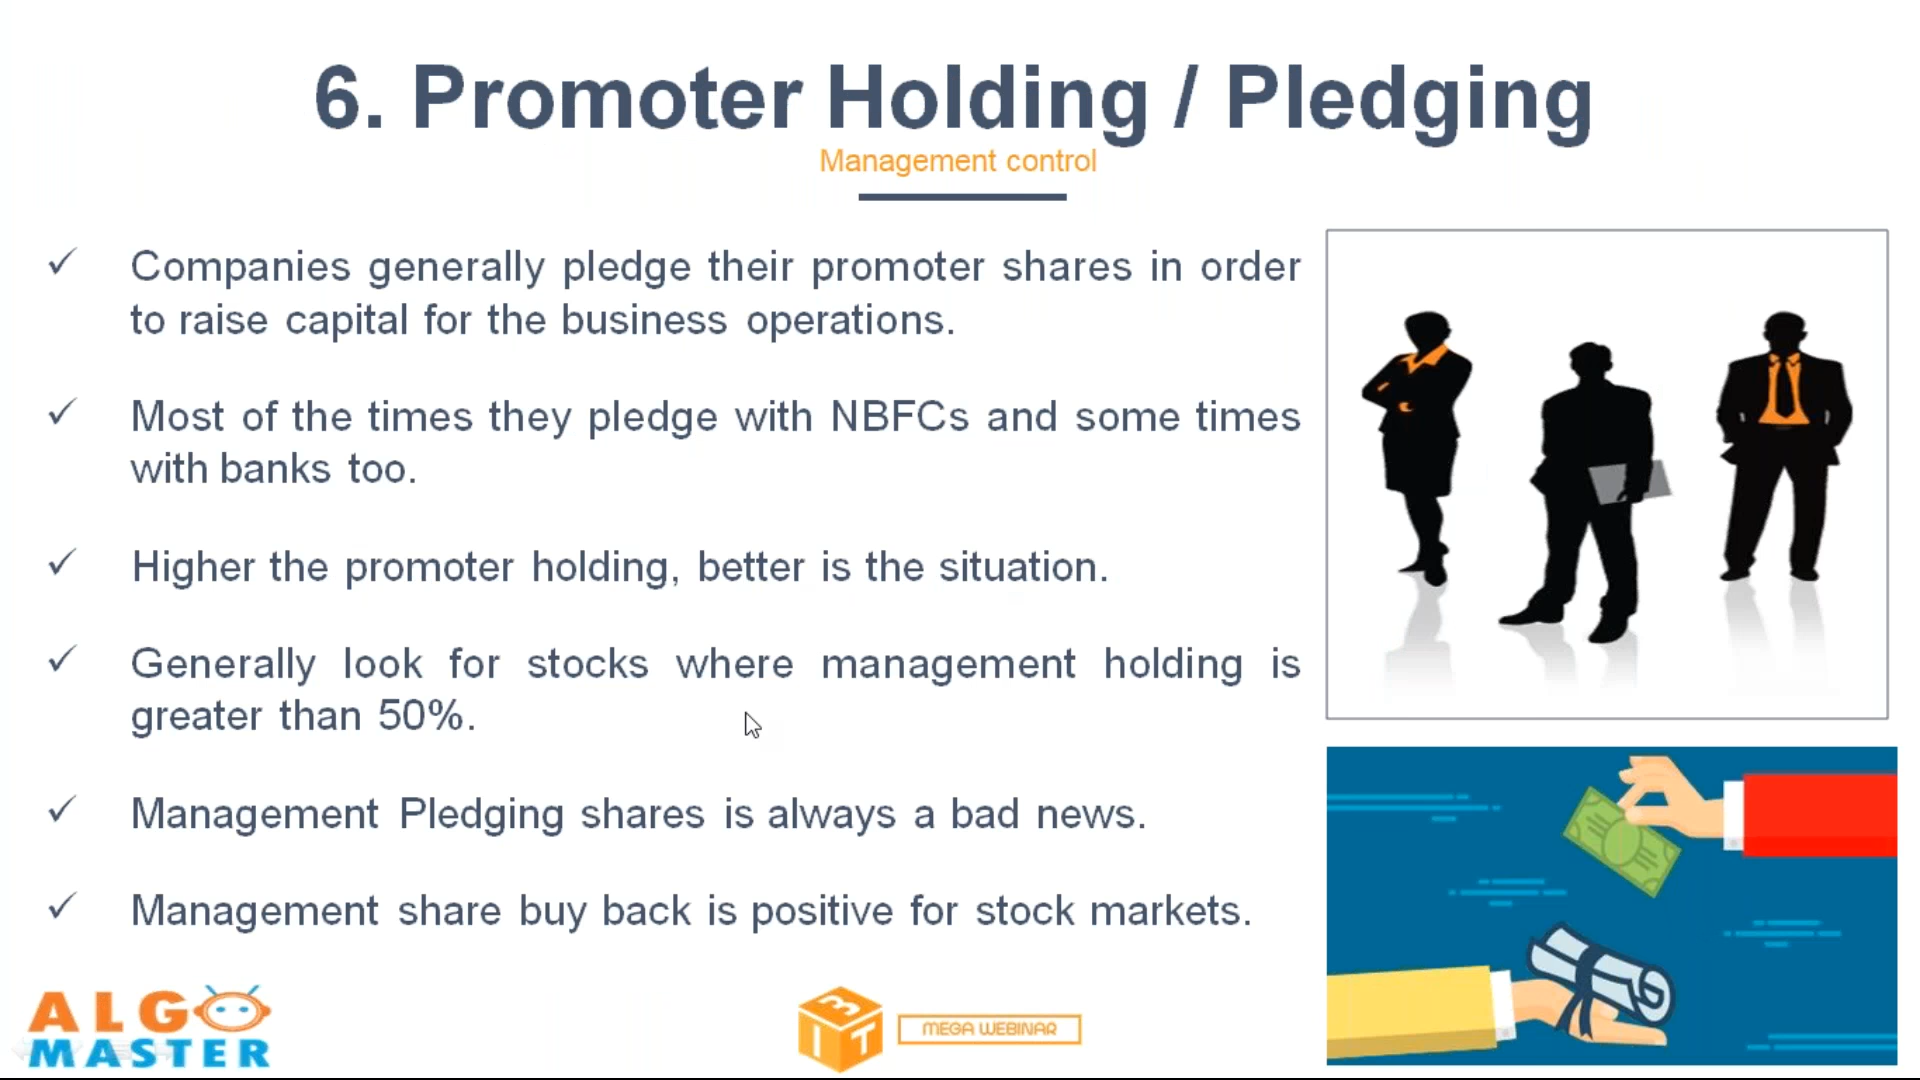 6. Promoter Holding / Pledging
Management control
Companies generally pledge their promoter shares in order
to raise capital for the business operations.
Most of the times they pledge with NBFCs and some times
with banks too.
Higher the promoter holding, better is the situation.
Generally look for stocks where management holding is
greater than 50%.
Management Pledging shares is always a bad news.
Management share buy back is positive for stock markets.
ALGO
MASTER
3
IT
MEGA WEBINAR